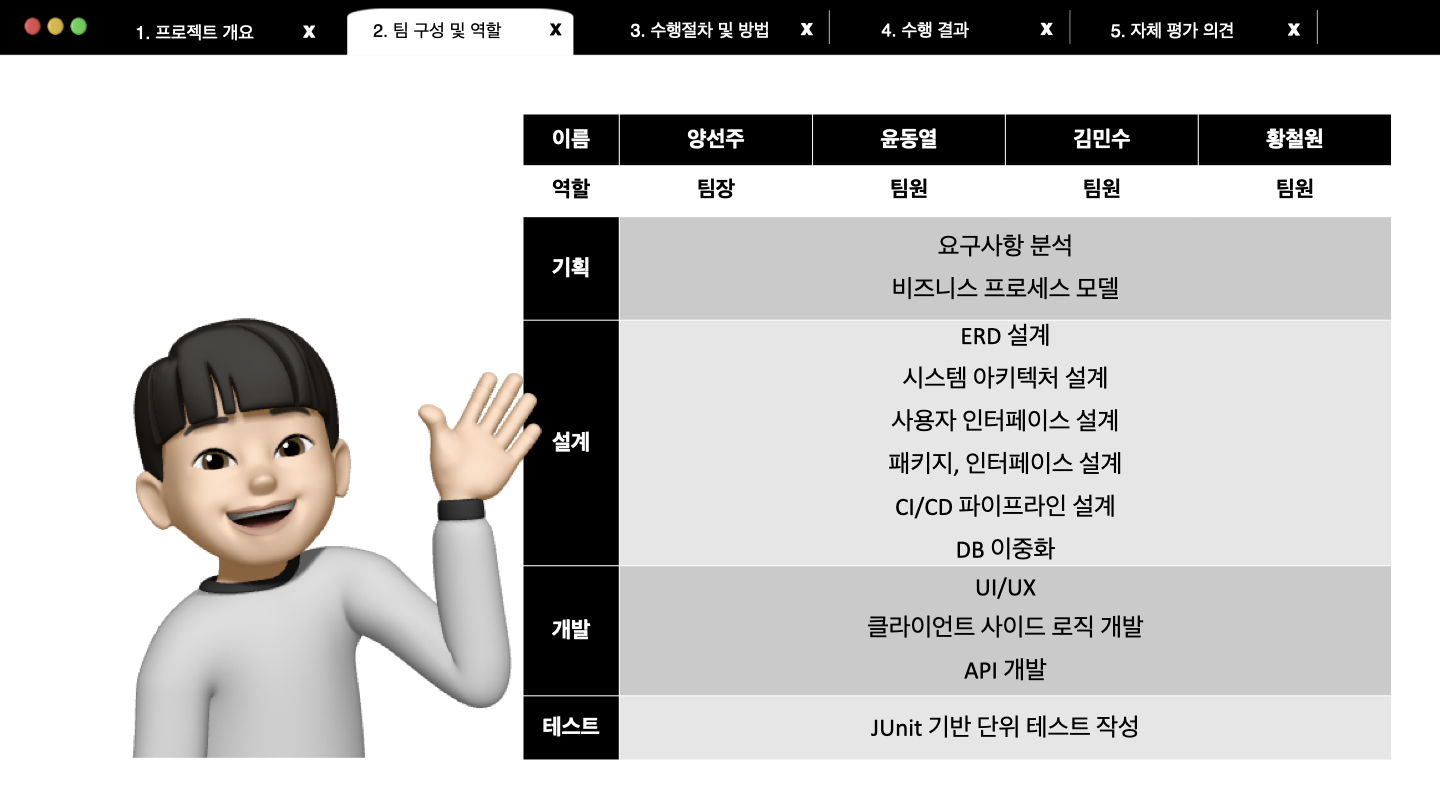 1. 프로젝트 개요 X 2. 팀 구성 및 역할 X 3. 수행절차 및 방법 X 4. 수행 결과 X 5. 자체 평가 의견 X
이름 양선주 윤동열 김민수 황철원
역할 팀장 팀원 팀원 팀원
기획
요구사항 분석
비즈니스 프로세스 모델
설계
ERD 설계
시스템 아키텍처 설계
사용자 인터페이스 설계
패키지, 인터페이스 설계
CI/CD 파이프라인 설계
DB 이중화
개발
UI/UX
클라이언트 사이드 로직 개발
API 개발
테스트
JUnit 기반 단위 테스트 작성